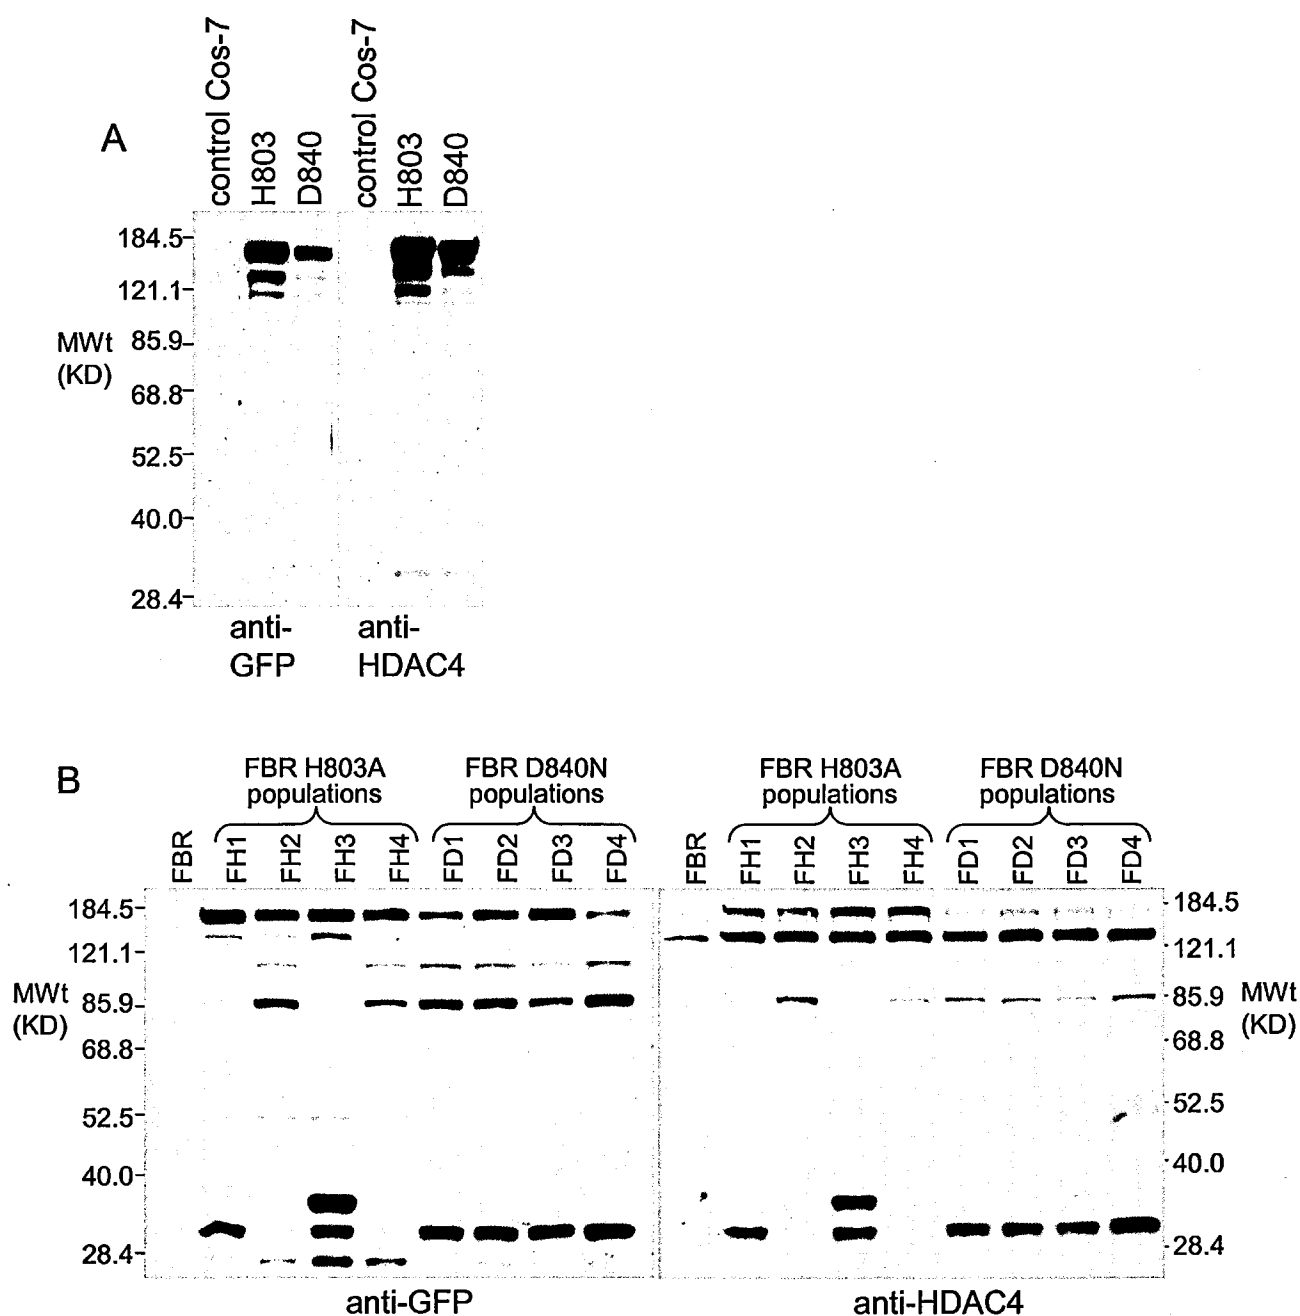 A
control Cos-7
H803
D840
control Cos-7
H803
D840
184.5
121.1
MWt
(KD)
85.9
68.8
52.5
40.0
28.4
anti-
GFP
anti-
HDAC4
B
FBR H803A
populations
FBR D840N
populations
FBR H803A
populations
FBR D840N
populations
FBR
FH1
FH2
FH3
FH4
FD1
FD2
FD3
FD4
FBR
FH1
FH2
FH3
FH4
FD1
FD2
FD3
FD4
184.5
121.1
MWt
(KD)
85.9
68.8
52.5
40.0
28.4
184.5
121.1
85.9
MWt
(KD)
68.8
52.5
40.0
28.4
anti-GFP
anti-HDAC4